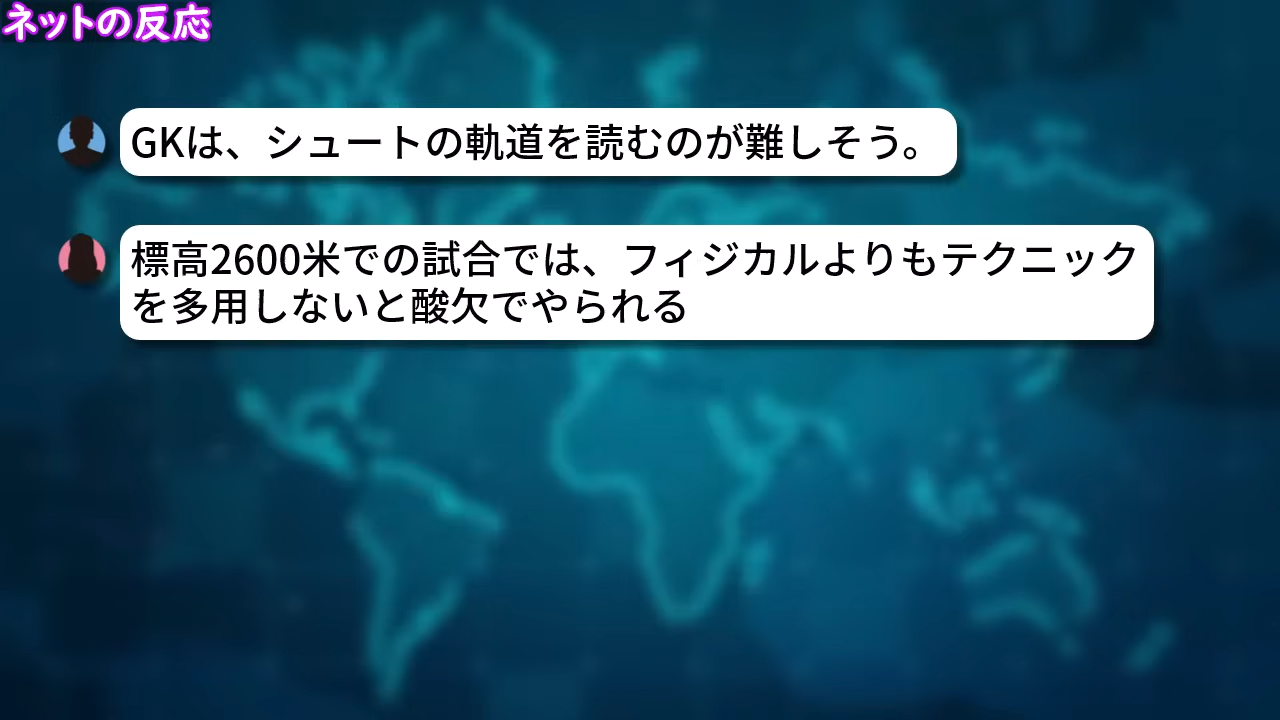 ネットの反応
GKは、シュートの軌道を読むのが難しそう。
標高2600米での試合では、フィジカルよりもテクニック
を多用しないと酸欠でやられる